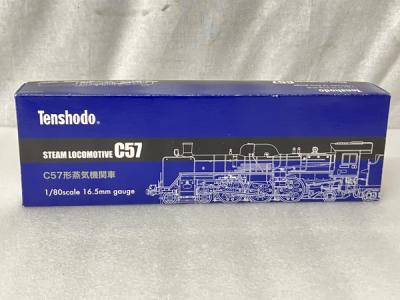 Tenshodo®
STEAM LOCOMOTIVE C57
C57形蒸気機関車
1/80scale 16.5mm gauge